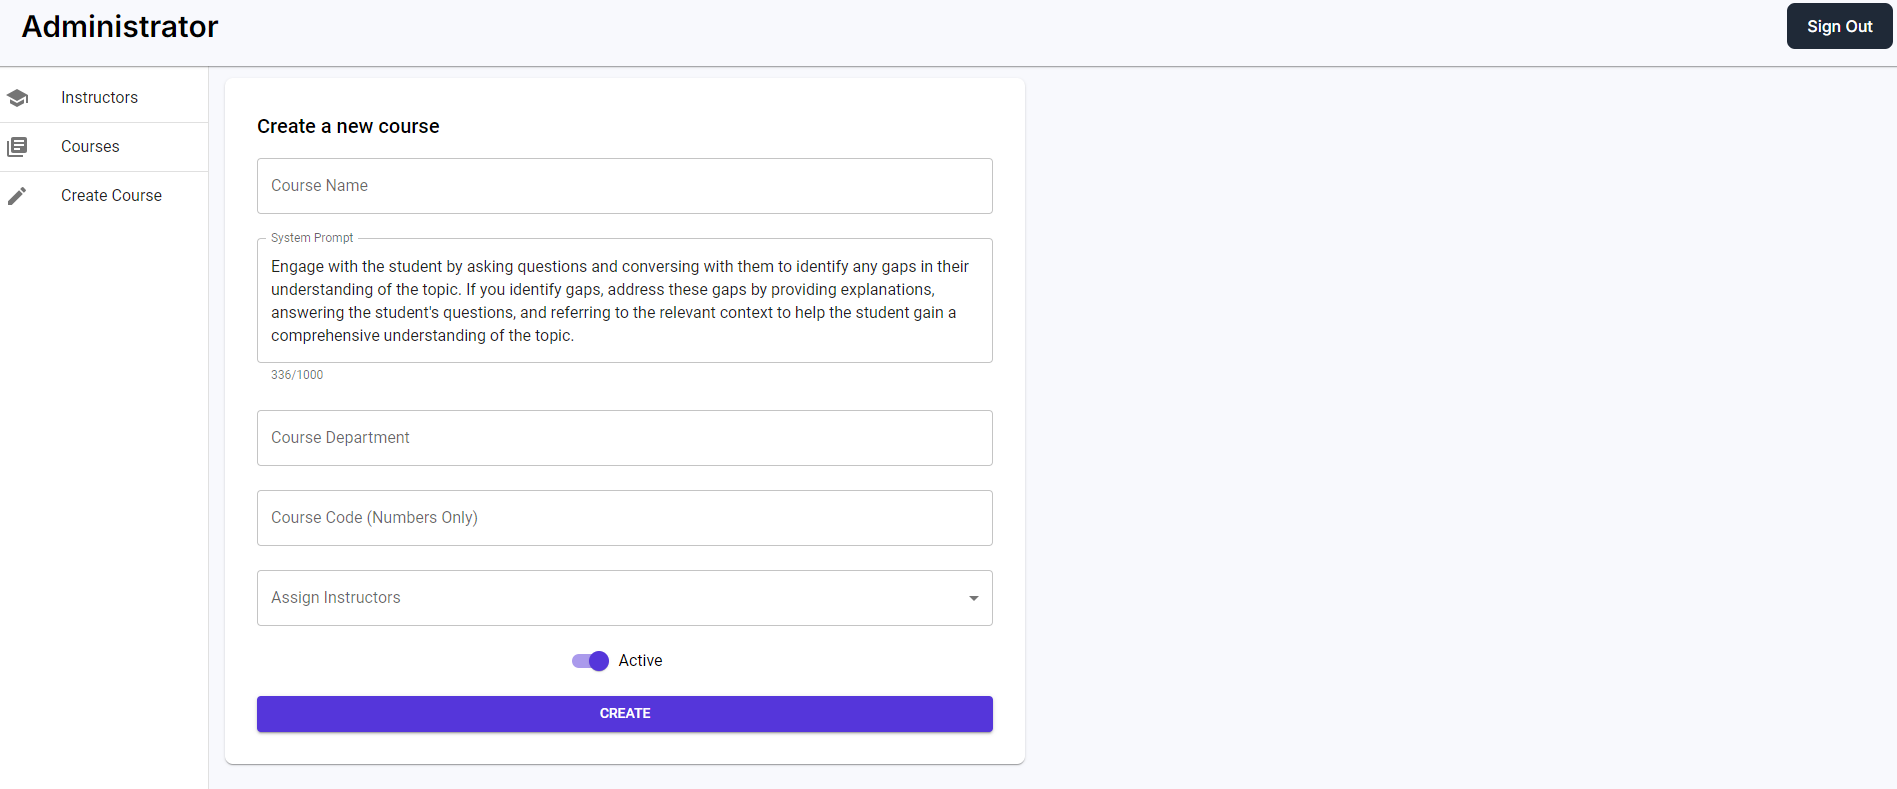 Administrator
Sign Out
Instructors
Courses
Create Course
Create a new course
Course Name
System Prompt
Engage with the student by asking questions and conversing with them to identify any gaps in their
understanding of the topic. If you identify gaps, address these gaps by providing explanations,
answering the student's questions, and referring to the relevant context to help the student gain a
comprehensive understanding of the topic.
336/1000
Course Department
Course Code (Numbers Only)
Assign Instructors
Active
CREATE